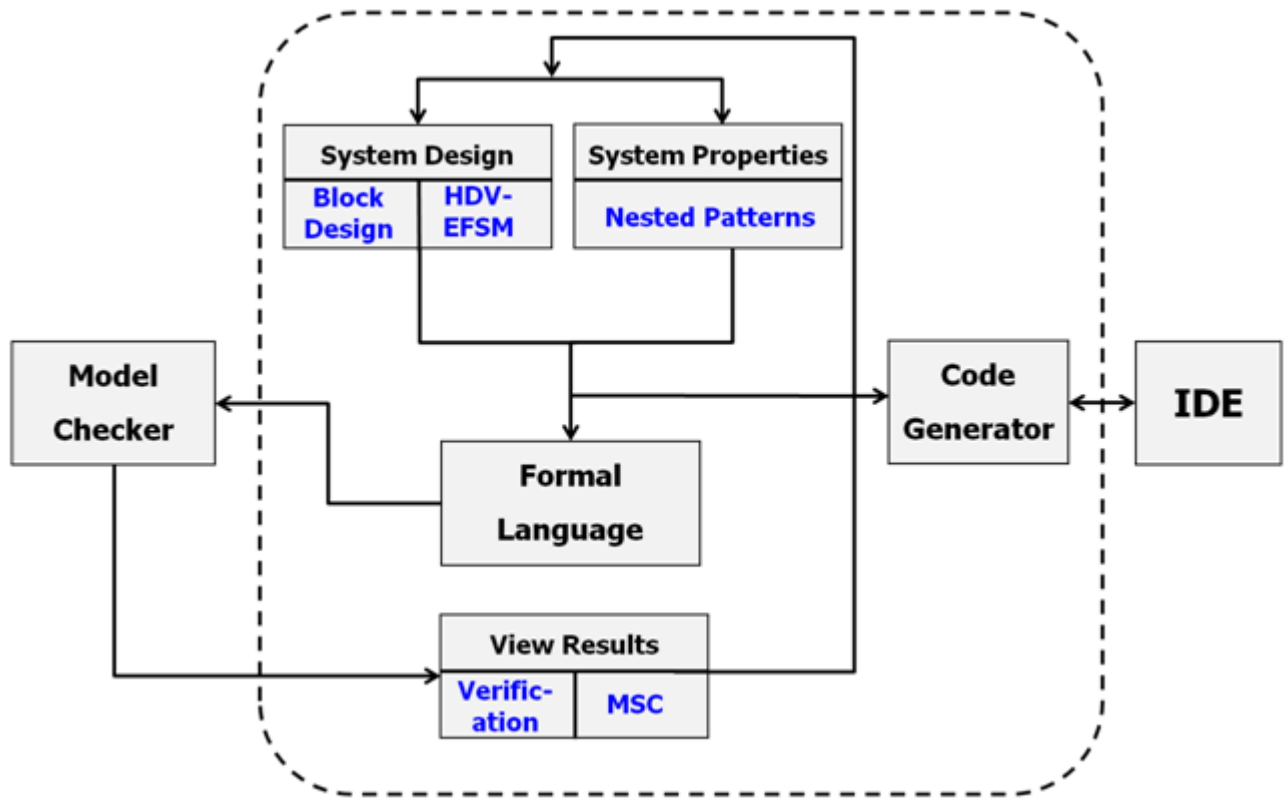 System Design
Block
Design
HDV-
EFSM
System Properties
Nested Patterns
Model
Checker
Code
Generator
IDE
Formal
Language
View Results
Verific-
ation
MSC